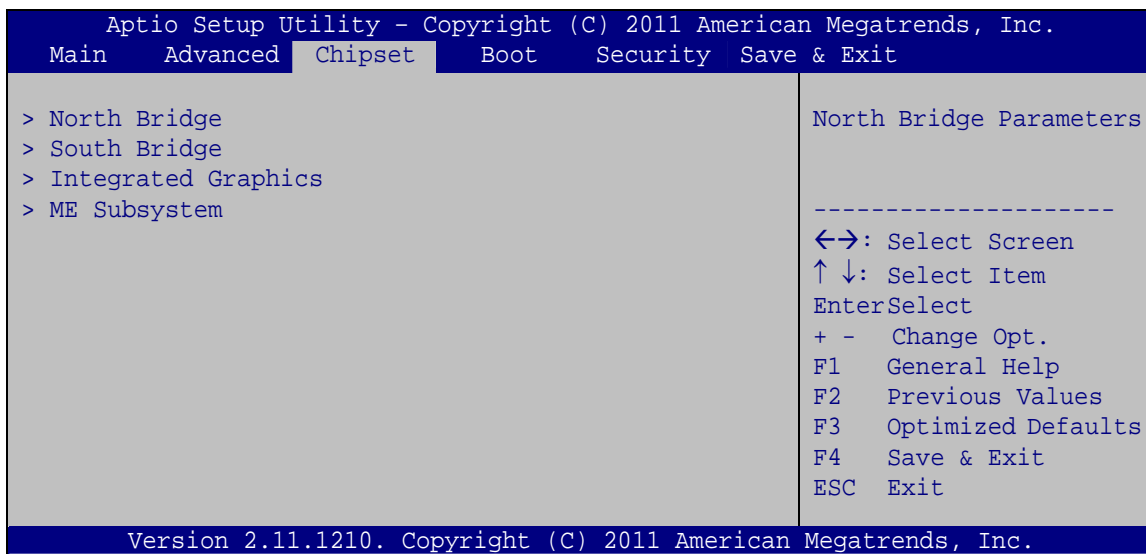 Aptio Setup Utility – Copyright (C) 2011 American Megatrends, Inc.
Main Advanced Chipset Boot Security Save & Exit
> North Bridge
> South Bridge
> Integrated Graphics
> ME Subsystem
North Bridge Parameters
---------------------
←→: Select Screen
↑ ↓: Select Item
EnterSelect
+ - Change Opt.
F1 General Help
F2 Previous Values
F3 Optimized Defaults
F4 Save & Exit
ESC Exit
Version 2.11.1210. Copyright (C) 2011 American Megatrends, Inc.